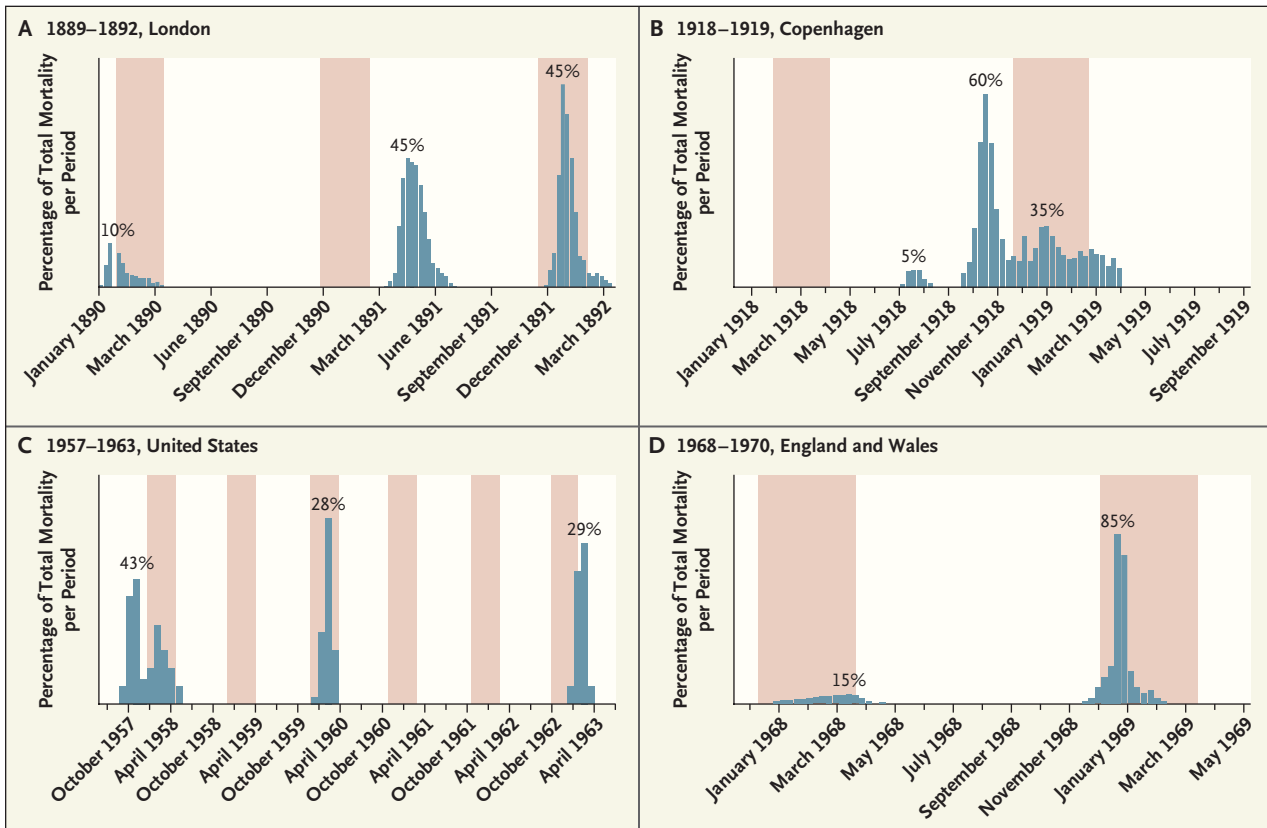 A 1889–1892, London
Percentage of Total Mortality
per Period
10%
45%
45%
January 1890
March 1890
June 1890
September 1890
December 1890
March 1891
June 1891
September 1891
December 1891
March 1892
B 1918–1919, Copenhagen
Percentage of Total Mortality
per Period
5%
60%
35%
January 1918
March 1918
May 1918
July 1918
September 1918
November 1918
January 1919
March 1919
May 1919
July 1919
September 1919
C 1957–1963, United States
Percentage of Total Mortality
per Period
43%
28%
29%
October 1957
April 1958
October 1958
April 1959
October 1959
April 1960
October 1960
April 1961
October 1961
April 1962
October 1962
April 1963
D 1968–1970, England and Wales
Percentage of Total Mortality
per Period
15%
85%
January 1968
March 1968
May 1968
July 1968
September 1968
November 1968
January 1969
March 1969
May 1969